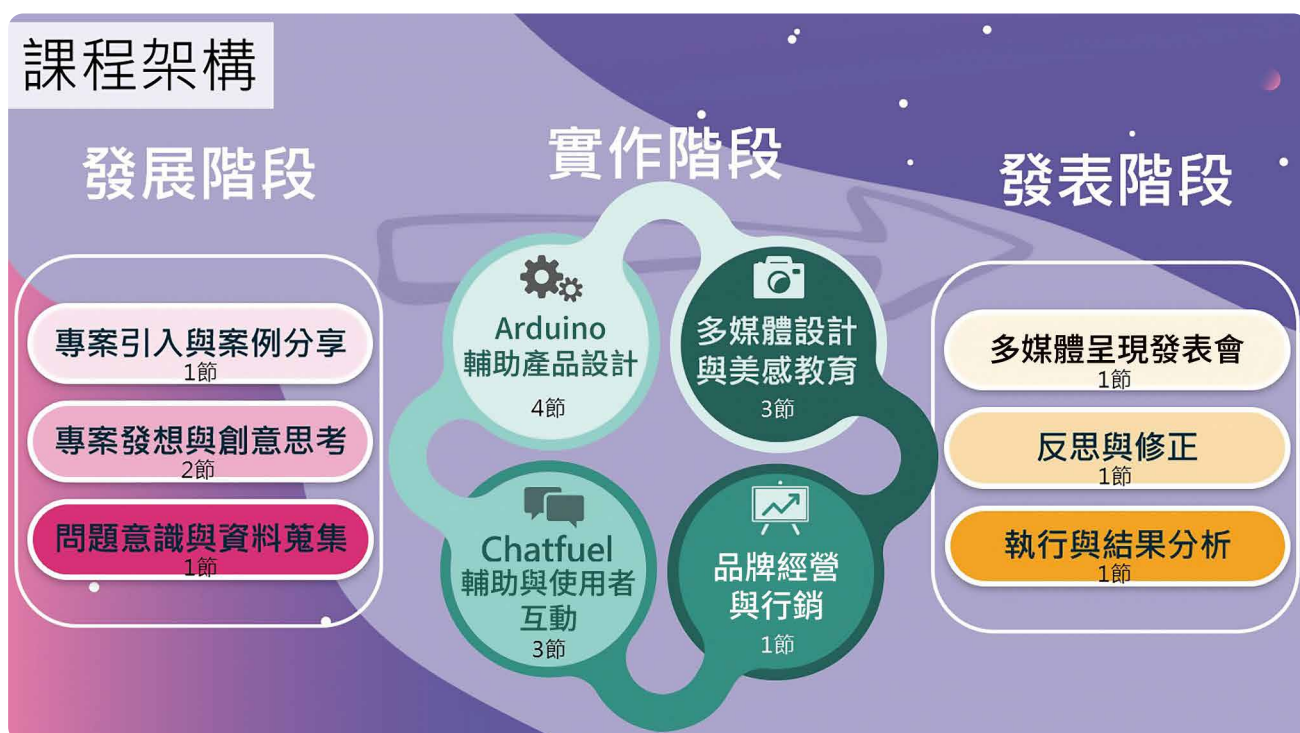 課程架構
發展階段
專案引入與案例分享
1節
專案發想與創意思考
2節
問題意識與資料蒐集
1節
實作階段
Arduino
輔助產品設計
4節
多媒體設計
與美感教育
3節
Chatfuel
輔助與使用者
互動
3節
品牌經營
與行銷
1節
發表階段
多媒體呈現發表會
1節
反思與修正
1節
執行與結果分析
1節